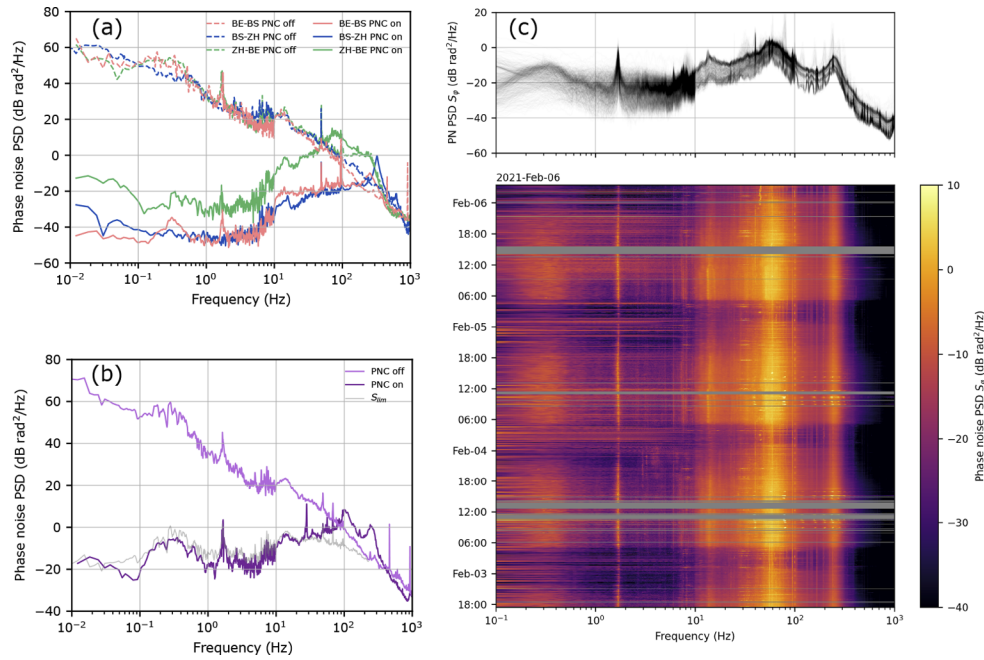 (a)
BE-BS PNC off
BE-BS PNC on
BS-ZH PNC off
BS-ZH PNC on
ZH-BE PNC off
ZH-BE PNC on
80
60
40
20
0
−20
−40
−60
Phase noise PSD (dB rad²/Hz)
10⁻²
10⁻¹
10⁰
10¹
10²
10³
Frequency (Hz)
(b)
PNC off
PNC on
S_lim
80
60
40
20
0
−20
−40
Phase noise PSD (dB rad²/Hz)
10⁻²
10⁻¹
10⁰
10¹
10²
10³
Frequency (Hz)
(c)
20
0
−20
−40
−60
PN PSD S_φ (dB rad²/Hz)
2021-Feb-06
Feb-06
18:00
12:00
06:00
Feb-05
18:00
12:00
06:00
Feb-04
18:00
12:00
06:00
Feb-03
18:00
10⁻¹
10⁰
10¹
10²
10³
Frequency (Hz)
10
0
−10
−20
−30
−40
Phase noise PSD S_φ (dB rad²/Hz)